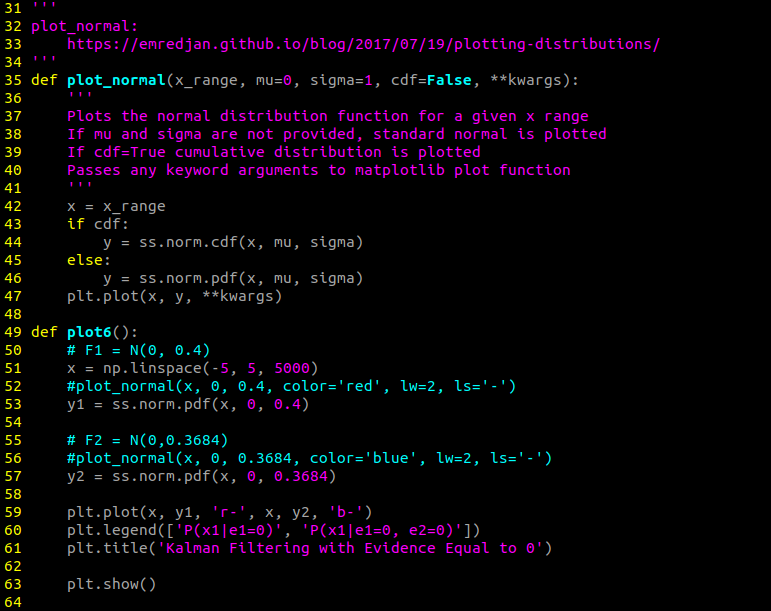 31 '''
32 plot_normal:
33     https://emredjan.github.io/blog/2017/07/19/plotting-distributions/
34 '''
35 def plot_normal(x_range, mu=0, sigma=1, cdf=False, **kwargs):
36     '''
37     Plots the normal distribution function for a given x range
38     If mu and sigma are not provided, standard normal is plotted
39     If cdf=True cumulative distribution is plotted
40     Passes any keyword arguments to matplotlib plot function
41     '''
42     x = x_range
43     if cdf:
44         y = ss.norm.cdf(x, mu, sigma)
45     else:
46         y = ss.norm.pdf(x, mu, sigma)
47     plt.plot(x, y, **kwargs)
48
49 def plot6():
50     # F1 = N(0, 0.4)
51     x = np.linspace(-5, 5, 5000)
52     #plot_normal(x, 0, 0.4, color='red', lw=2, ls='-')
53     y1 = ss.norm.pdf(x, 0, 0.4)
54
55     # F2 = N(0,0.3684)
56     #plot_normal(x, 0, 0.3684, color='blue', lw=2, ls='-')
57     y2 = ss.norm.pdf(x, 0, 0.3684)
58
59     plt.plot(x, y1, 'r-', x, y2, 'b-')
60     plt.legend(['P(x1|e1=0)', 'P(x1|e1=0, e2=0)'])
61     plt.title('Kalman Filtering with Evidence Equal to 0')
62
63     plt.show()
64